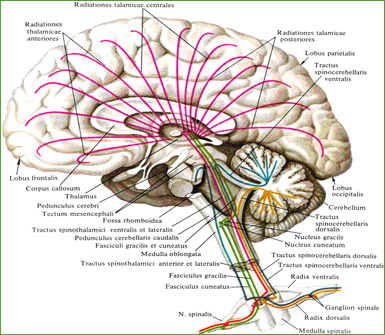 Radiationes talamicae centrales
Radiationes
thalamicae
anteriores
Radiationes talamicae
posteriores
Lobus parietalis
Tractus
spinocerebellaris
ventralis
Lobus frontalis
Corpus callosum
Thalamus
Pedunculus cerebri
Tectum mesencephali
Fossa rhomboidea
Tractus spinothalamici ventralis et lateralis
Pedunculus cerebellaris caudalis
Fasciculi gracilis et cuneatus
Medulla oblongata
Tractus spinothalamici anterior et lateralis
Fasciculus gracilis
Fasciculus cuneatus
N. spinalis
Lobus
occipitalis
Cerebellum
Tractus
spinocerebellaris
dorsalis
Nucleus gracile
Nucleus cuneatum
Tractus spinocerebellaris dorsalis
Tractus spinocerebellaris ventralis
Radix ventralis
Ganglion spinale
Radix dorsalis
Medulla spinalis